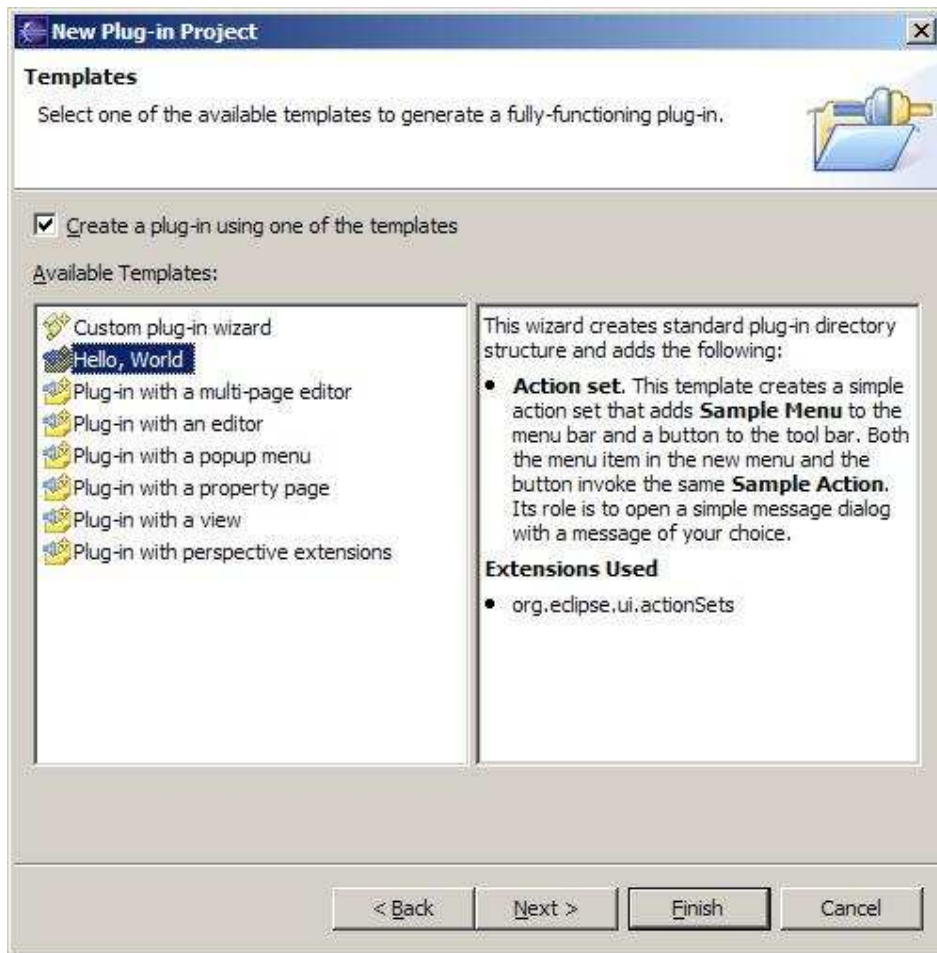 New Plug-in Project
Templates
Select one of the available templates to generate a fully-functioning plug-in.
Create a plug-in using one of the templates
Available Templates:
Custom plug-in wizard
Hello, World
Plug-in with a multi-page editor
Plug-in with an editor
Plug-in with a popup menu
Plug-in with a property page
Plug-in with a view
Plug-in with perspective extensions
This wizard creates standard plug-in directory
structure and adds the following:
• Action set. This template creates a simple
action set that adds Sample Menu to the
menu bar and a button to the tool bar. Both
the menu item in the new menu and the
button invoke the same Sample Action.
Its role is to open a simple message dialog
with a message of your choice.
Extensions Used
• org.eclipse.ui.actionSets
< Back
Next >
Finish
Cancel